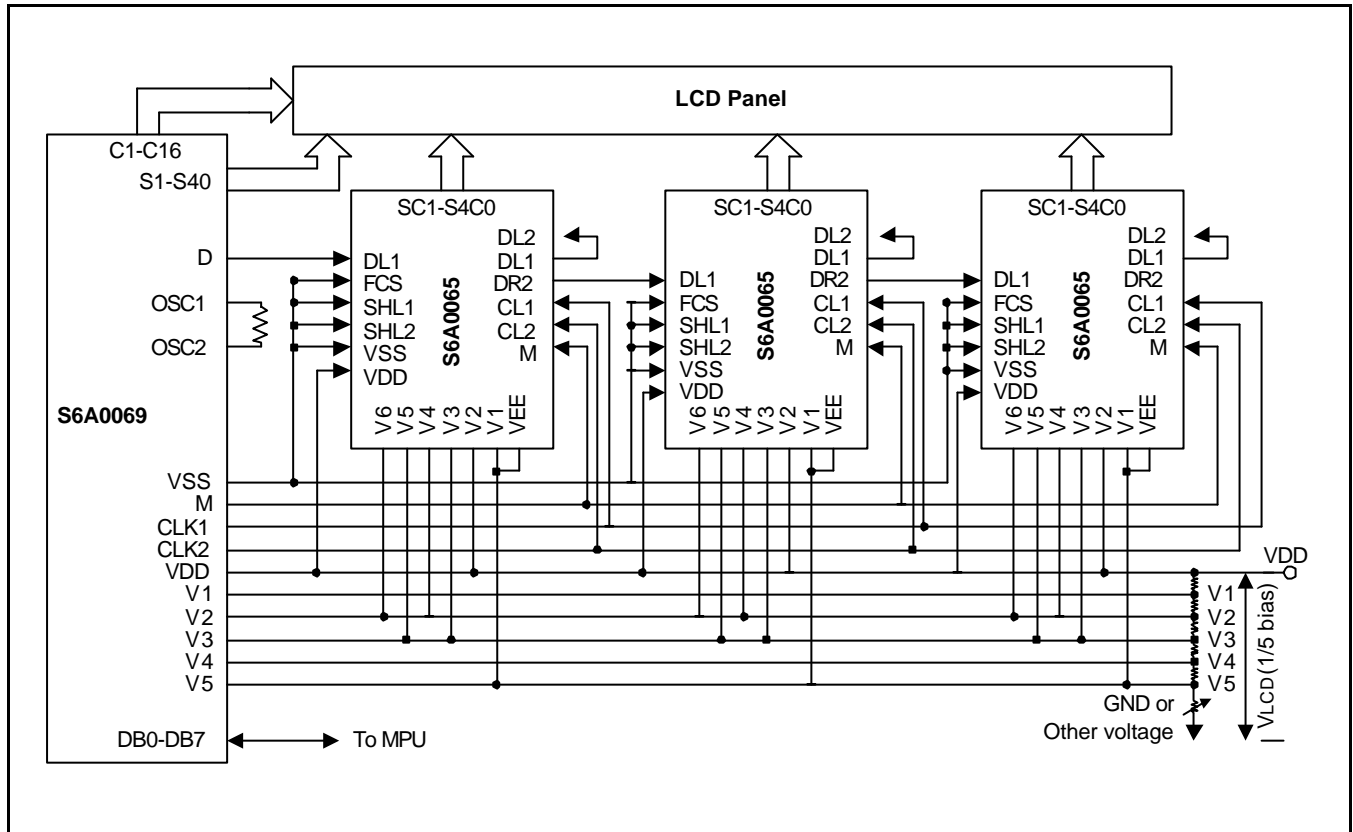 LCD Panel
C1-C16
S1-S40
D
OSC1
OSC2
S6A0069
VSS
M
CLK1
CLK2
VDD
V1
V2
V3
V4
V5
DB0-DB7
To MPU
SC1-S4C0
DL1
FCS
SHL1
SHL2
VSS
VDD
S6A0065
DL2
DL1
DR2
CL1
CL2
M
V6
V5
V4
V3
V2
V1
VEE
SC1-S4C0
DL1
FCS
SHL1
SHL2
VSS
VDD
S6A0065
DL2
DL1
DR2
CL1
CL2
M
V6
V5
V4
V3
V2
V1
VEE
SC1-S4C0
DL1
FCS
SHL1
SHL2
VSS
VDD
S6A0065
DL2
DL1
DR2
CL1
CL2
M
V6
V5
V4
V3
V2
V1
VEE
VDD
V1
V2
V3
V4
V5
VLCD (1/5 bias)
GND or
Other voltage